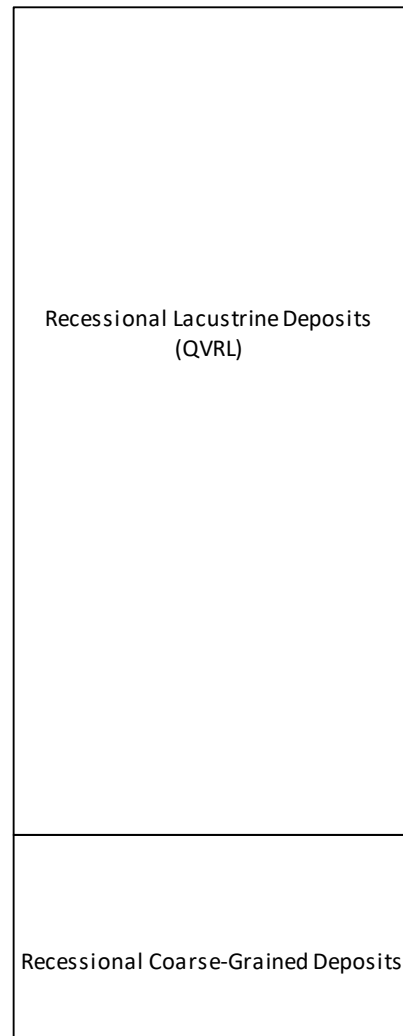 Recessional Lacustrine Deposits
(QVRL)
Recessional Coarse-Grained Deposits